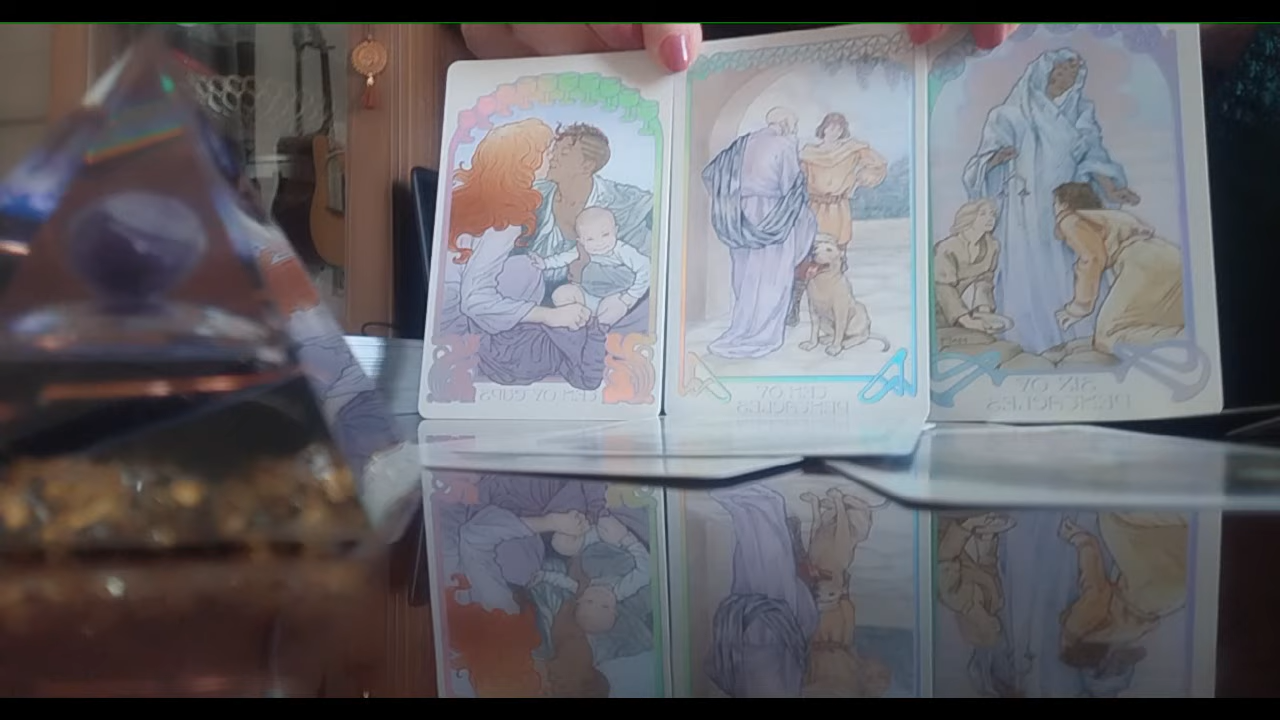 TEN OF CUPS
TEN OF
PENTACLES
SIX OF
PENTACLES